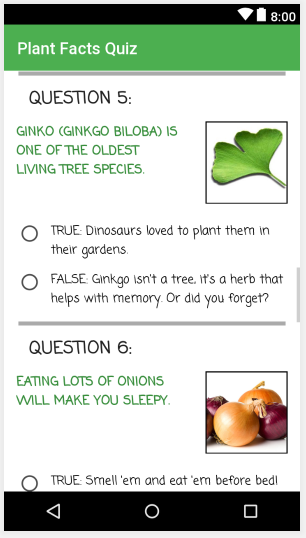 8:00
Plant Facts Quiz
QUESTION 5:
GINKO (GINKGO BILOBA) IS
ONE OF THE OLDEST
LIVING TREE SPECIES.
TRUE: Dinosaurs loved to plant them in
their gardens.
FALSE: Ginkgo isn't a tree, it's a herb that
helps with memory. Or did you forget?
QUESTION 6:
EATING LOTS OF ONIONS
WILL MAKE YOU SLEEPY.
TRUE: Smell 'em and eat 'em before bed!